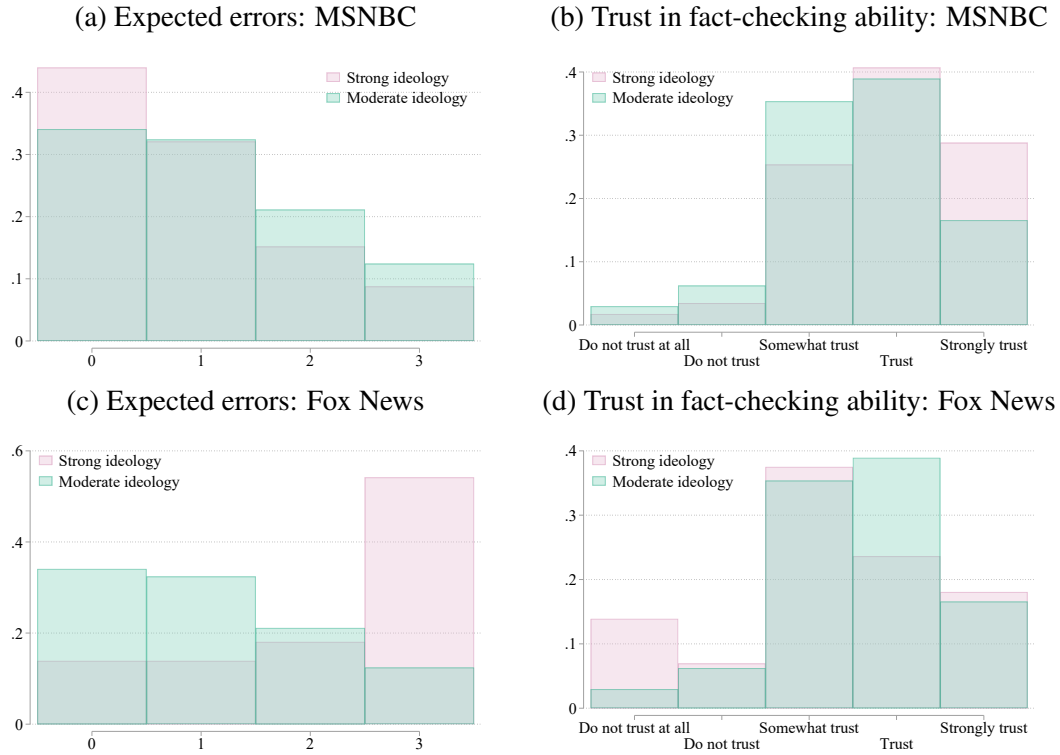 (a) Expected errors: MSNBC
Strong ideology
Moderate ideology
.4
.3
.2
.1
0
0 1 2 3
(b) Trust in fact-checking ability: MSNBC
Strong ideology
Moderate ideology
.4
.3
.2
.1
0
Do not trust at all Somewhat trust Strongly trust
Do not trust Trust
(c) Expected errors: Fox News
Strong ideology
Moderate ideology
.6
.4
.2
0
0 1 2 3
(d) Trust in fact-checking ability: Fox News
Strong ideology
Moderate ideology
.4
.3
.2
.1
0
Do not trust at all Somewhat trust Strongly trust
Do not trust Trust